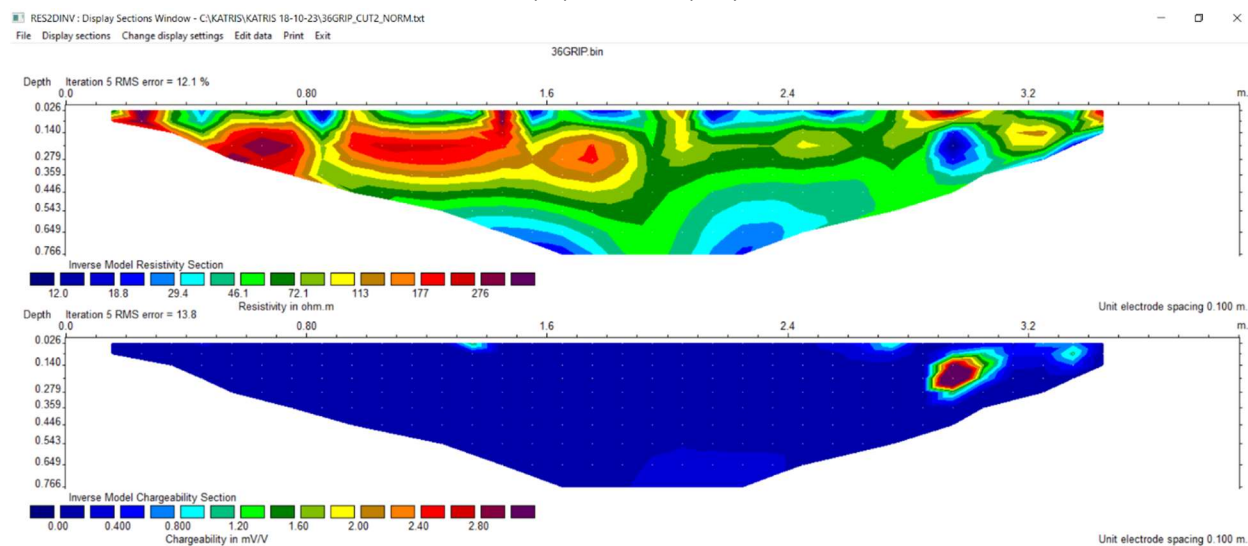 RES2DINV : Display Sections Window - C:\KATRIS\KATRIS 18-10-23\36GRIP_CUT2_NORM.txt
File Display sections Change display settings Edit data Print Exit
36GRIP.bin
Depth Iteration 5 RMS error = 12.1 %
0.0 0.80 1.6 2.4 3.2 m.
0.026
0.140
0.279
0.359
0.446
0.543
0.649
0.766
Inverse Model Resistivity Section
12.0 18.8 29.4 46.1 72.1 113 177 276
Resistivity in ohm.m
Unit electrode spacing 0.100 m.
Depth Iteration 5 RMS error = 13.8
0.0 0.80 1.6 2.4 3.2 m.
0.026
0.140
0.279
0.359
0.446
0.543
0.649
0.766
Inverse Model Chargeability Section
0.00 0.400 0.800 1.20 1.60 2.00 2.40 2.80
Chargeability in mV/V
Unit electrode spacing 0.100 m.